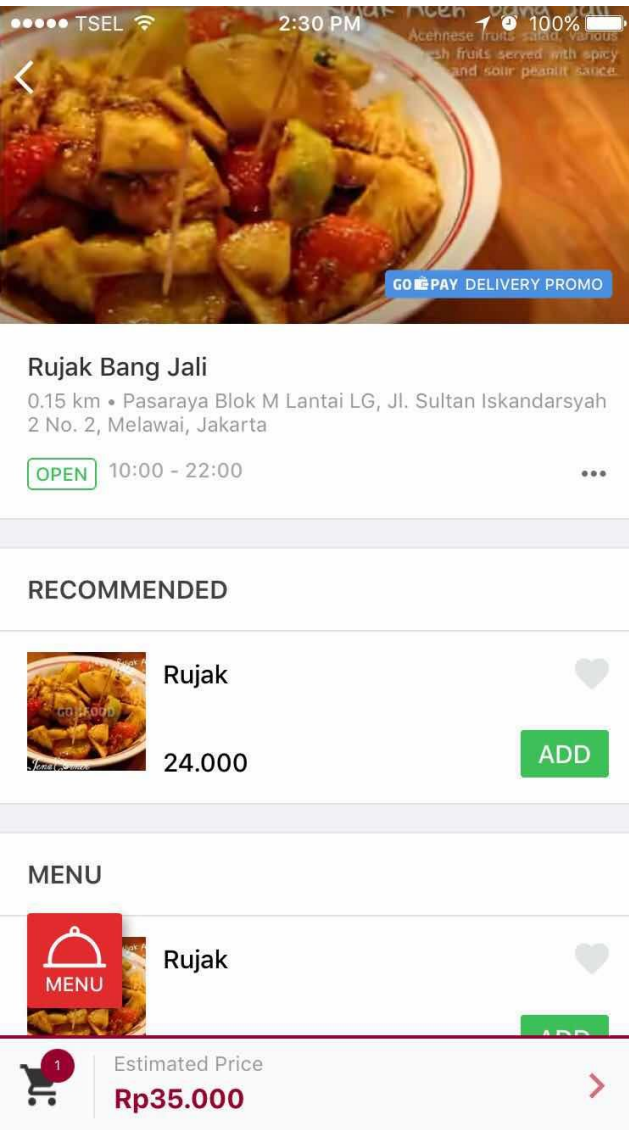 TSEL 2:30 PM 100%
Acehnese fruits salad, various
fresh fruits served with spicy
and sour peanut sauce.
GO PAY DELIVERY PROMO
Rujak Bang Jali
0.15 km • Pasaraya Blok M Lantai LG, Jl. Sultan Iskandarsyah
2 No. 2, Melawai, Jakarta
OPEN 10:00 - 22:00
RECOMMENDED
Rujak
GO FOOD
24.000
ADD
MENU
Rujak
MENU
ADD
1
Estimated Price
Rp35.000